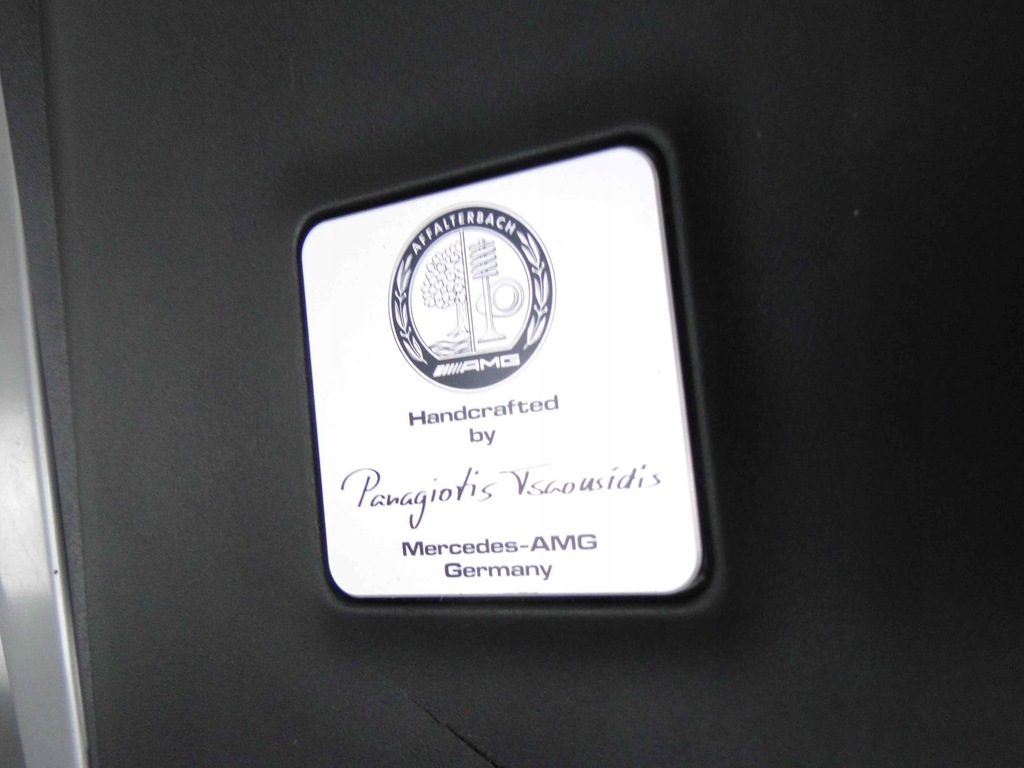 AFFALTERBACH
AMG
Handcrafted
by
Panagiotis Tsaousidis
Mercedes-AMG
Germany